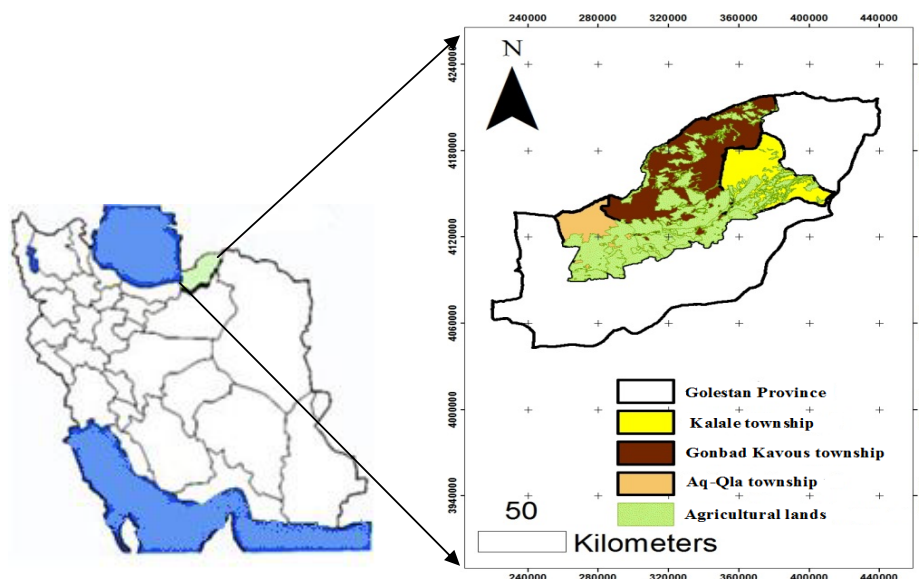 240000 280000 320000 360000 400000 440000
N
4240000
4180000
4120000
4060000
4000000
3940000
Golestan Province
Kalale township
Gonbad Kavous township
Aq-Qla township
Agricultural lands
50
Kilometers
240000 280000 320000 360000 400000 440000